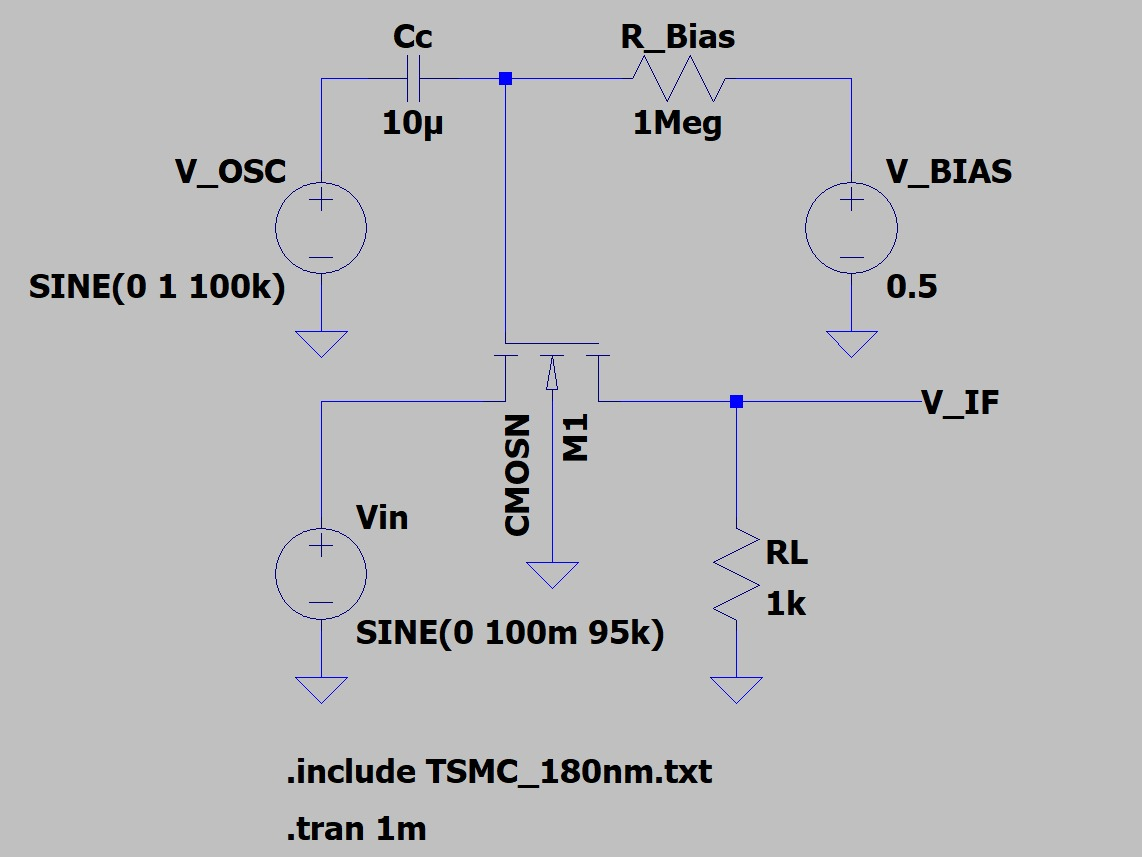 Cc
R_Bias
10µ
1Meg
V_OSC
V_BIAS
SINE(0 1 100k)
0.5
V_IF
CMOSN
M1
Vin
RL
1k
SINE(0 100m 95k)
.include TSMC_180nm.txt
.tran 1m